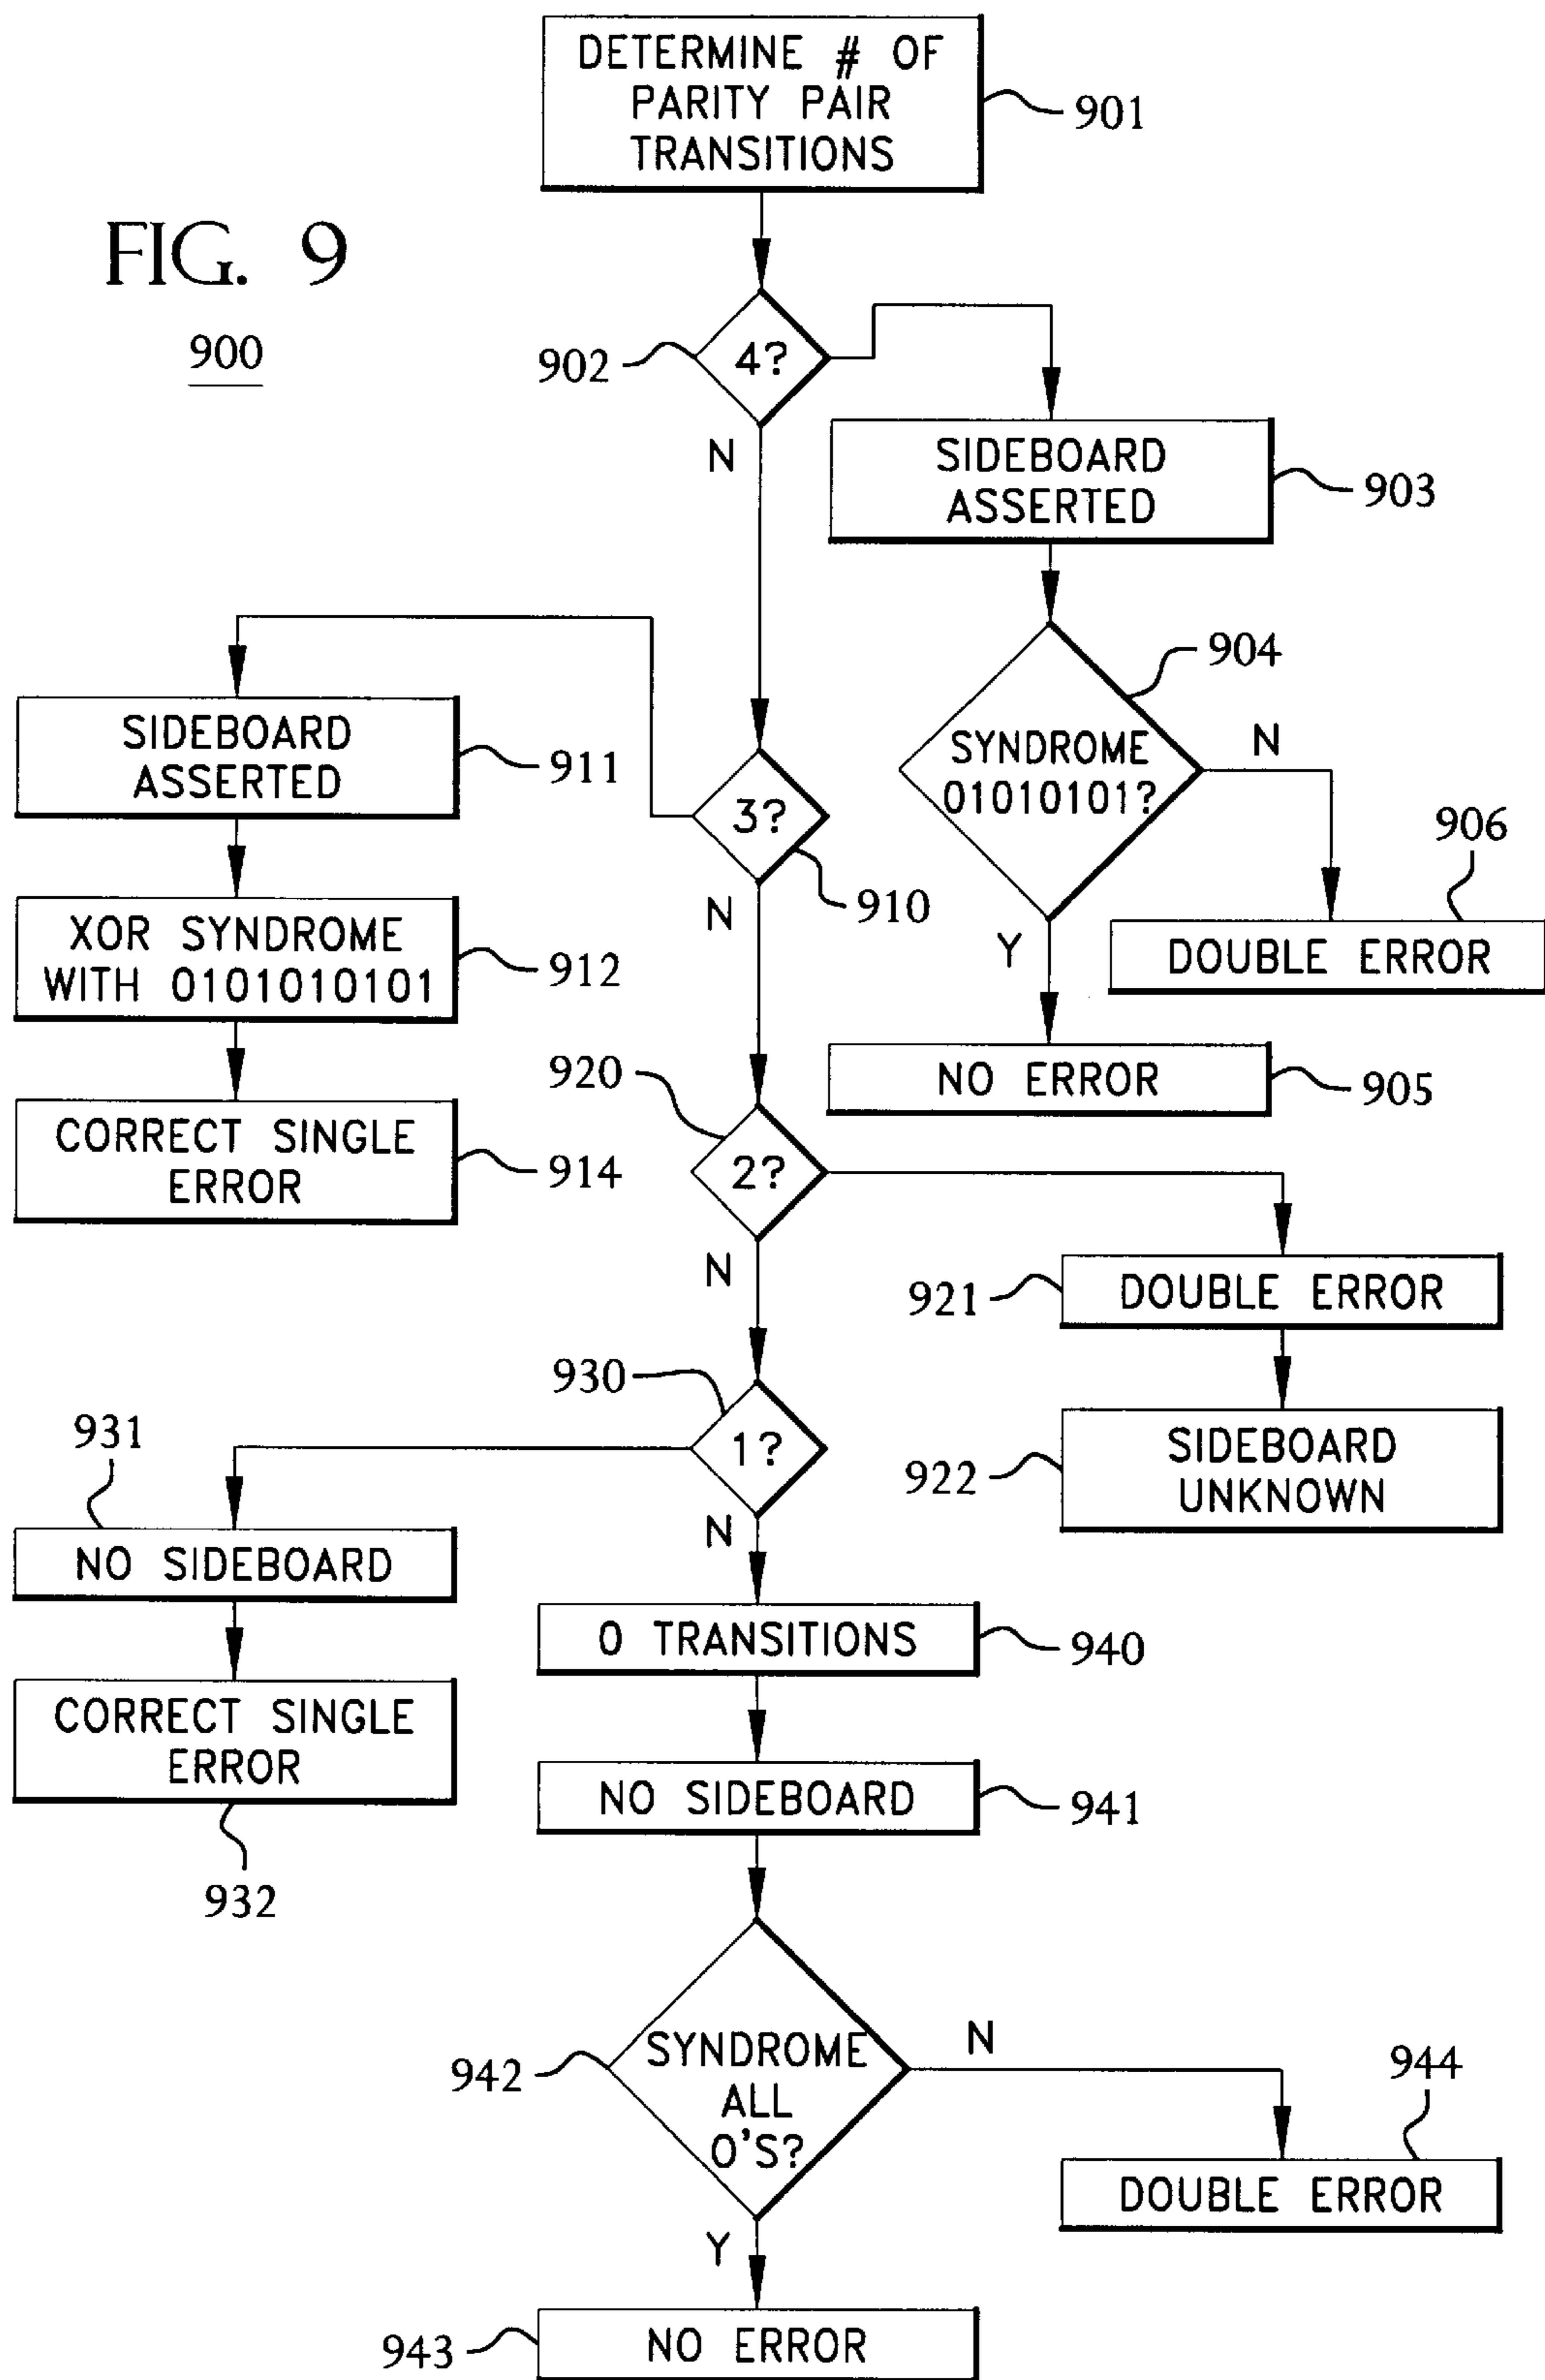 DETERMINE # OF
PARITY PAIR
TRANSITIONS
901
FIG. 9
900
902
4?
N
SIDEBOARD
ASSERTED
903
904
SYNDROME
01010101?
N
Y
906
DOUBLE ERROR
NO ERROR
905
SIDEBOARD
ASSERTED
911
3?
910
N
XOR SYNDROME
WITH 0101010101
912
CORRECT SINGLE
ERROR
914
920
2?
N
921
DOUBLE ERROR
922
SIDEBOARD
UNKNOWN
930
1?
N
931
NO SIDEBOARD
CORRECT SINGLE
ERROR
932
0 TRANSITIONS
940
NO SIDEBOARD
941
942
SYNDROME
ALL
0'S?
N
944
DOUBLE ERROR
Y
943
NO ERROR